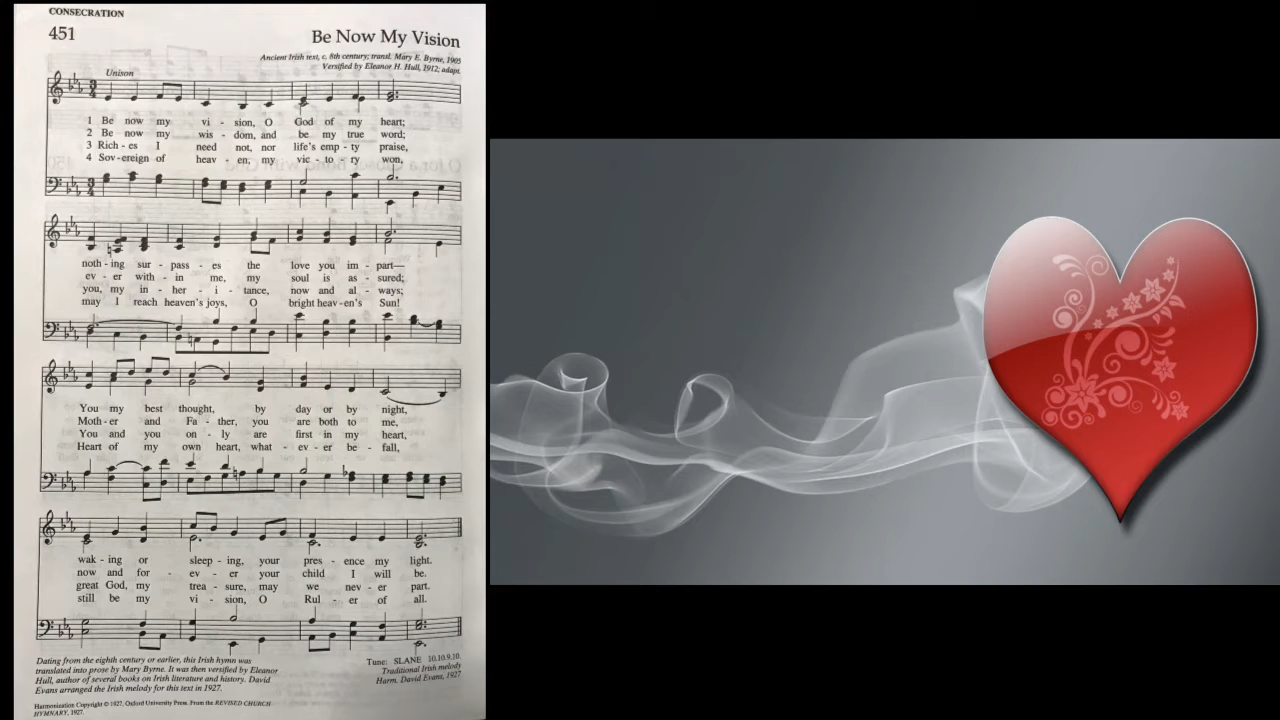 CONSECRATION
451
Be Now My Vision
Ancient Irish text, c. 8th century; transl. Mary E. Byrne, 1905
Versified by Eleanor H. Hull, 1912; adapt.
Unison
1 Be now my vi - sion, O God of my heart;
2 Be now my wis - dom, and be my true word;
3 Rich - es I need not, nor life's emp - ty praise,
4 Sov - ereign of heav - en, my vic - to - ry won,
noth - ing sur - pass - es the love you im - part—
ev - er with - in me, my soul is as - sured;
you, my in - her - i - tance, now and al - ways;
may I reach heaven's joys, O bright heav - en's Sun!
You my best thought, by day or by night,
Moth - er and Fa - ther, you are both to me,
You and you on - ly are first in my heart,
Heart of my own heart, what - ev - er be - fall,
wak - ing or sleep - ing, your pres - ence my light.
now and for - ev - er your child I will be.
great God, my trea - sure, may we nev - er part.
still be my vi - sion, O Rul - er of all.
Dating from the eighth century or earlier, this Irish hymn was
translated into prose by Mary Byrne. It was then versified by Eleanor
Hull, author of several books on Irish literature and history. David
Evans arranged the Irish melody for this text in 1927.
Tune: SLANE 10.10.9.10.
Traditional Irish melody
Harm. David Evans, 1927
Harmonization Copyright © 1927, Oxford University Press. From the REVISED CHURCH
HYMNARY, 1927.